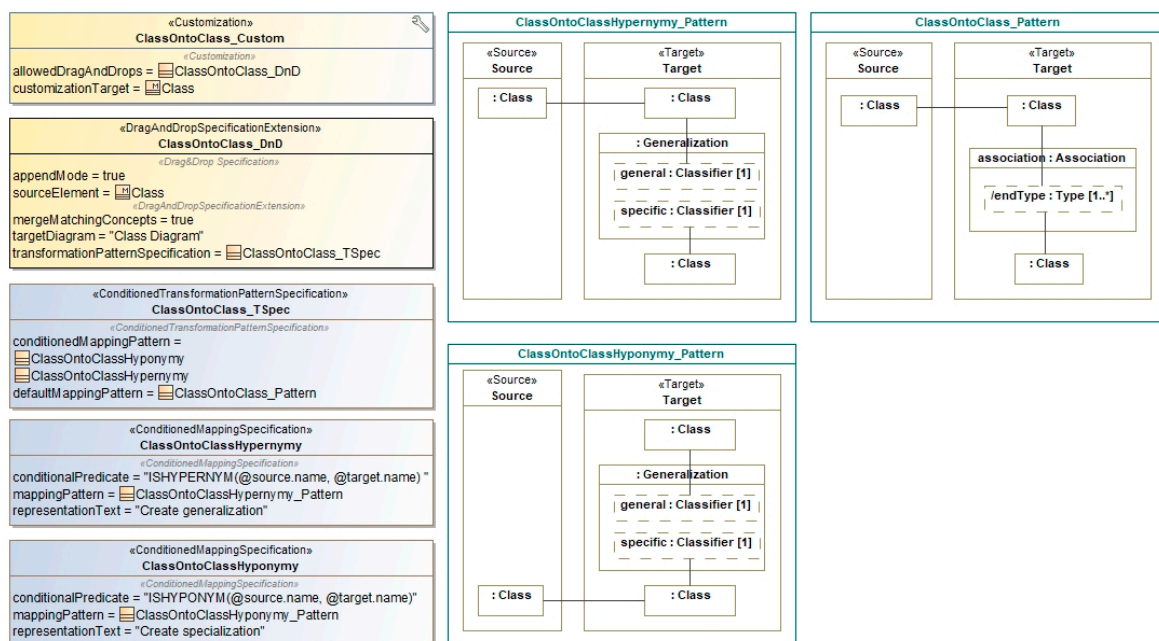 «Customization»
ClassOntoClass_Custom
«Customization»
allowedDragAndDrops = ClassOntoClass_DnD
customizationTarget = Class
«DragAndDropSpecificationExtension»
ClassOntoClass_DnD
«Drag&Drop Specification»
appendMode = true
sourceElement = Class
«DragAndDropSpecificationExtension»
mergeMatchingConcepts = true
targetDiagram = "Class Diagram"
transformationPatternSpecification = ClassOntoClass_TSpec
«ConditionedTransformationPatternSpecification»
ClassOntoClass_TSpec
«ConditionedTransformationPatternSpecification»
conditionedMappingPattern =
ClassOntoClassHyponymy
ClassOntoClassHypernymy
defaultMappingPattern = ClassOntoClass_Pattern
«ConditionedMappingSpecification»
ClassOntoClassHypernymy
«ConditionedMappingSpecification»
conditionalPredicate = "ISHYPERNYM(@source.name, @target.name) "
mappingPattern = ClassOntoClassHypernymy_Pattern
representationText = "Create generalization"
«ConditionedMappingSpecification»
ClassOntoClassHyponymy
«ConditionedMappingSpecification»
conditionalPredicate = "ISHYPONYM(@source.name, @target.name)"
mappingPattern = ClassOntoClassHyponymy_Pattern
representationText = "Create specialization"
ClassOntoClassHypernymy_Pattern
«Source»
Source
: Class
«Target»
Target
: Class
: Generalization
general : Classifier [1]
specific : Classifier [1]
: Class
ClassOntoClass_Pattern
«Source»
Source
: Class
«Target»
Target
: Class
association : Association
/endType : Type [1..*]
: Class
ClassOntoClassHyponymy_Pattern
«Source»
Source
: Class
«Target»
Target
: Class
: Generalization
general : Classifier [1]
specific : Classifier [1]
: Class